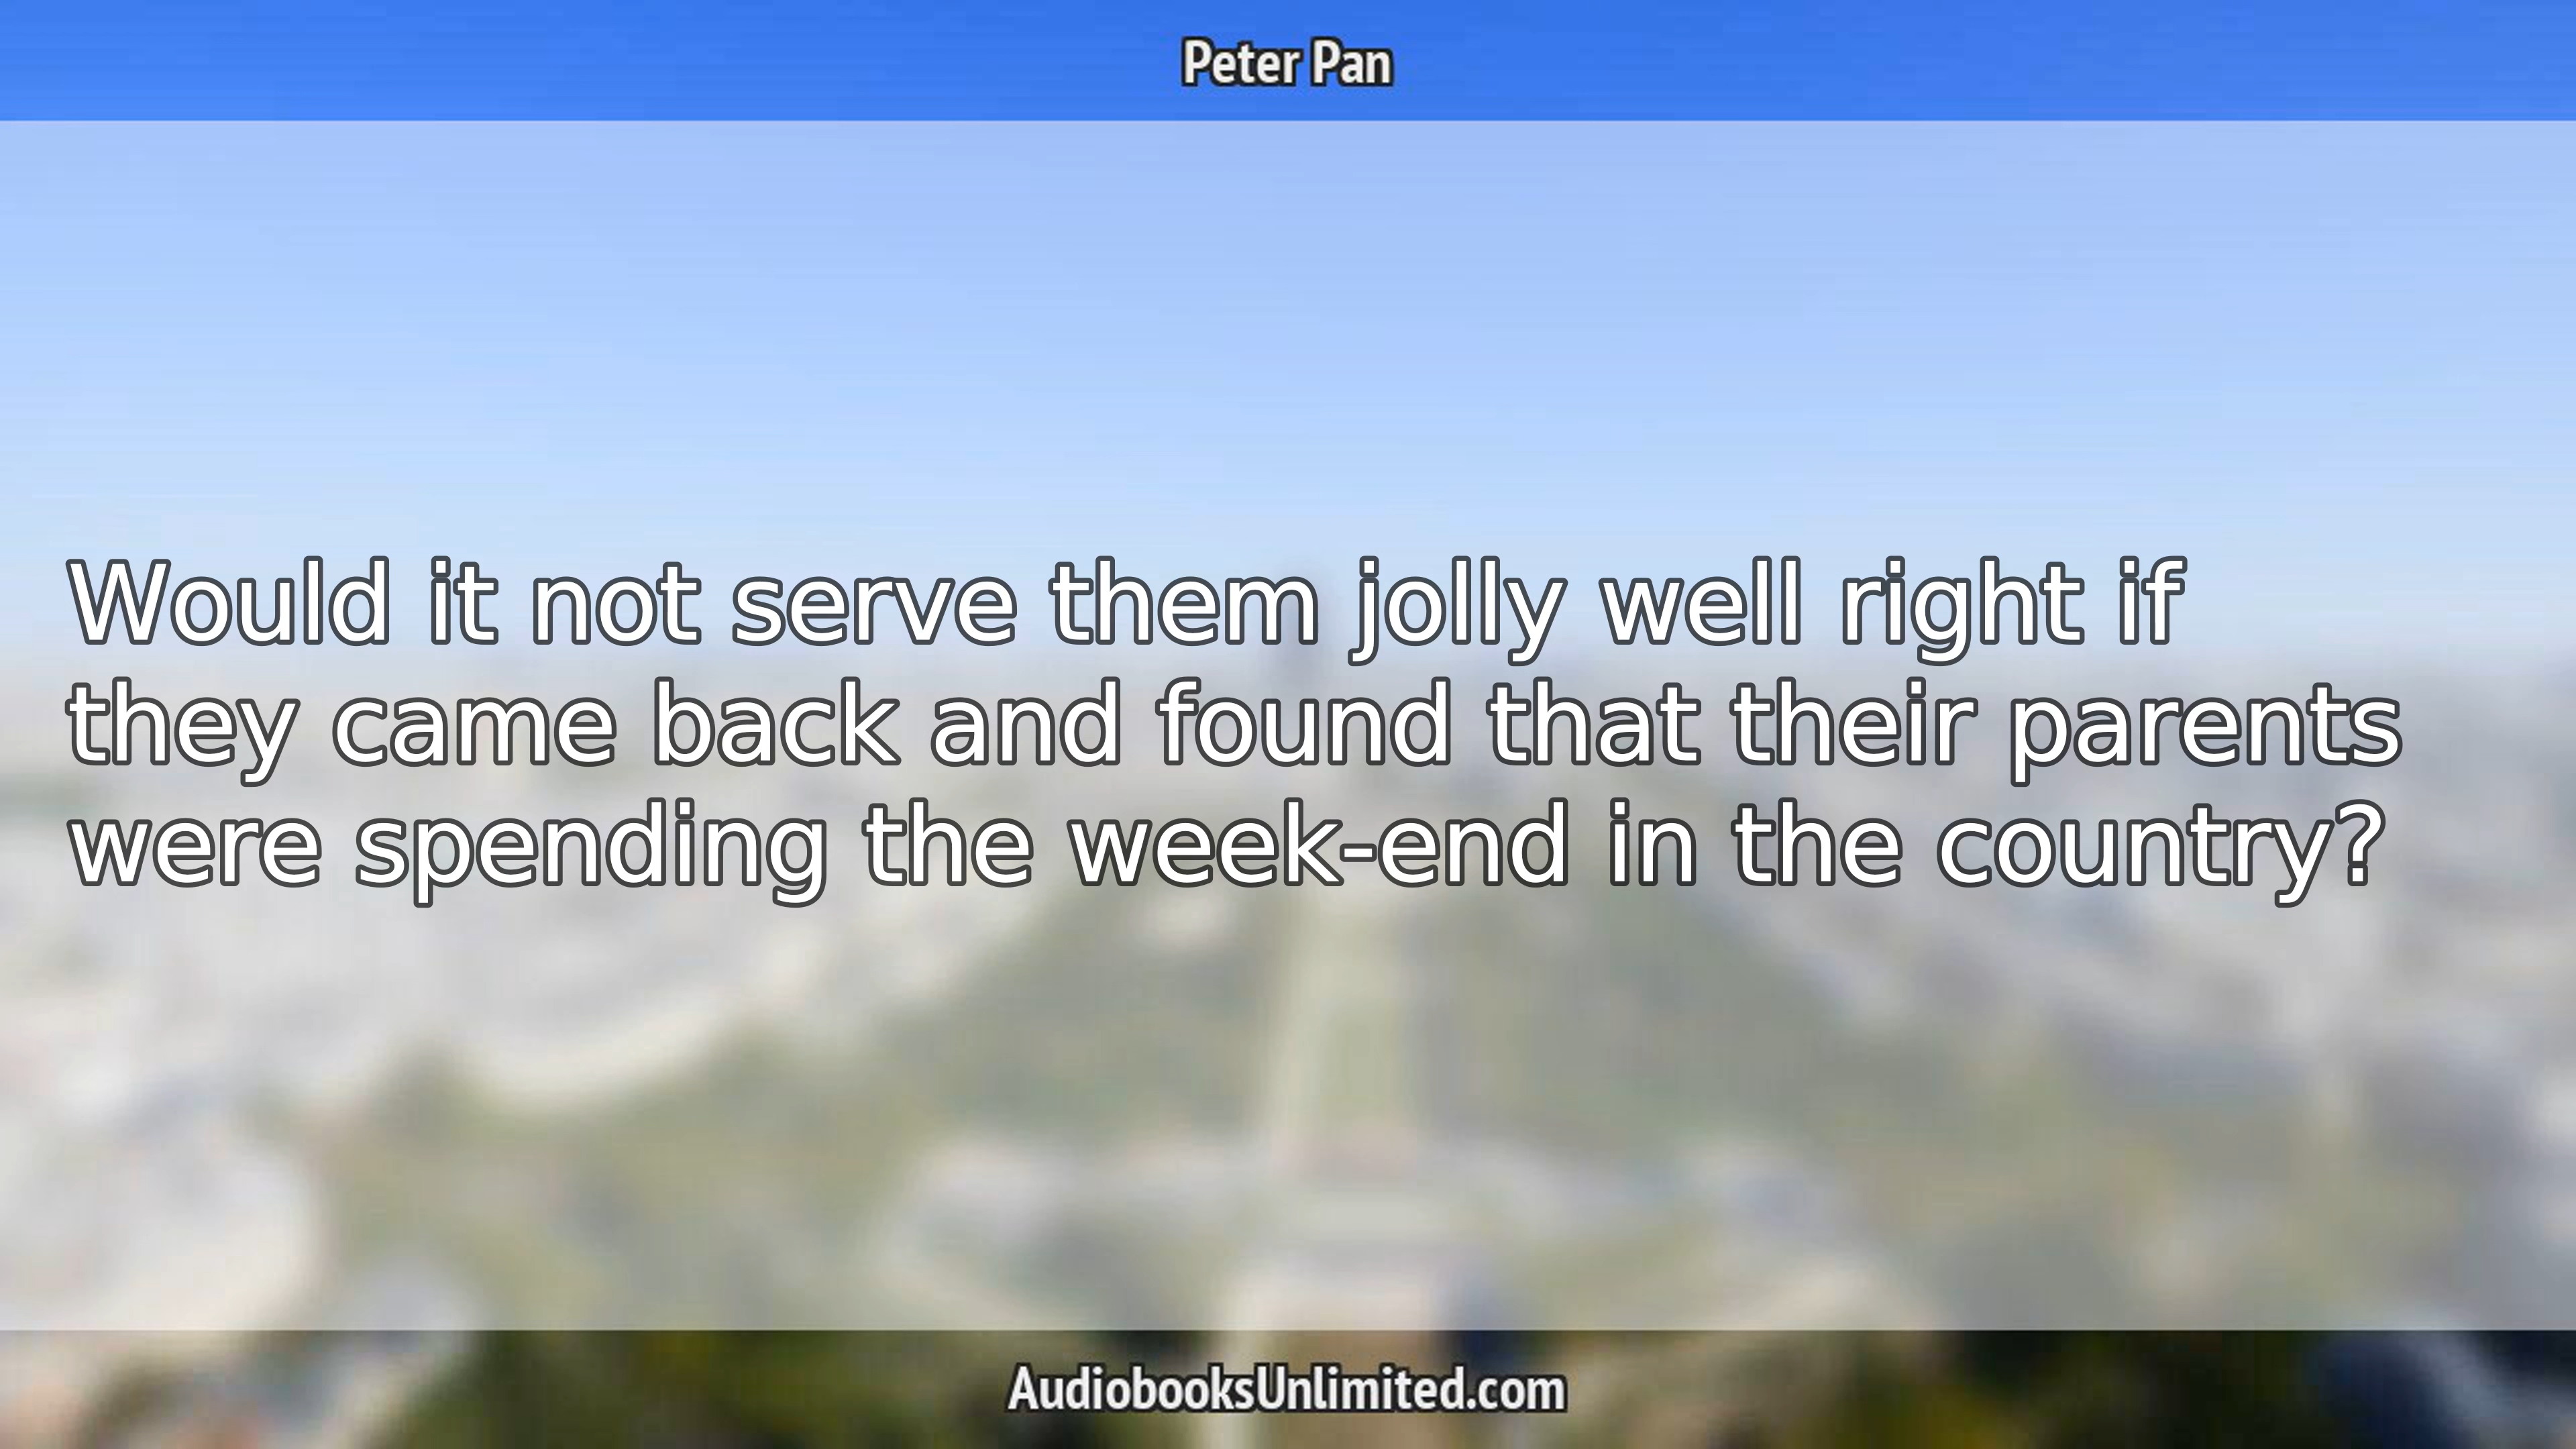 Peter Pan
Would it not serve them jolly well right if
they came back and found that their parents
were spending the week-end in the country?
AudiobooksUnlimited.com